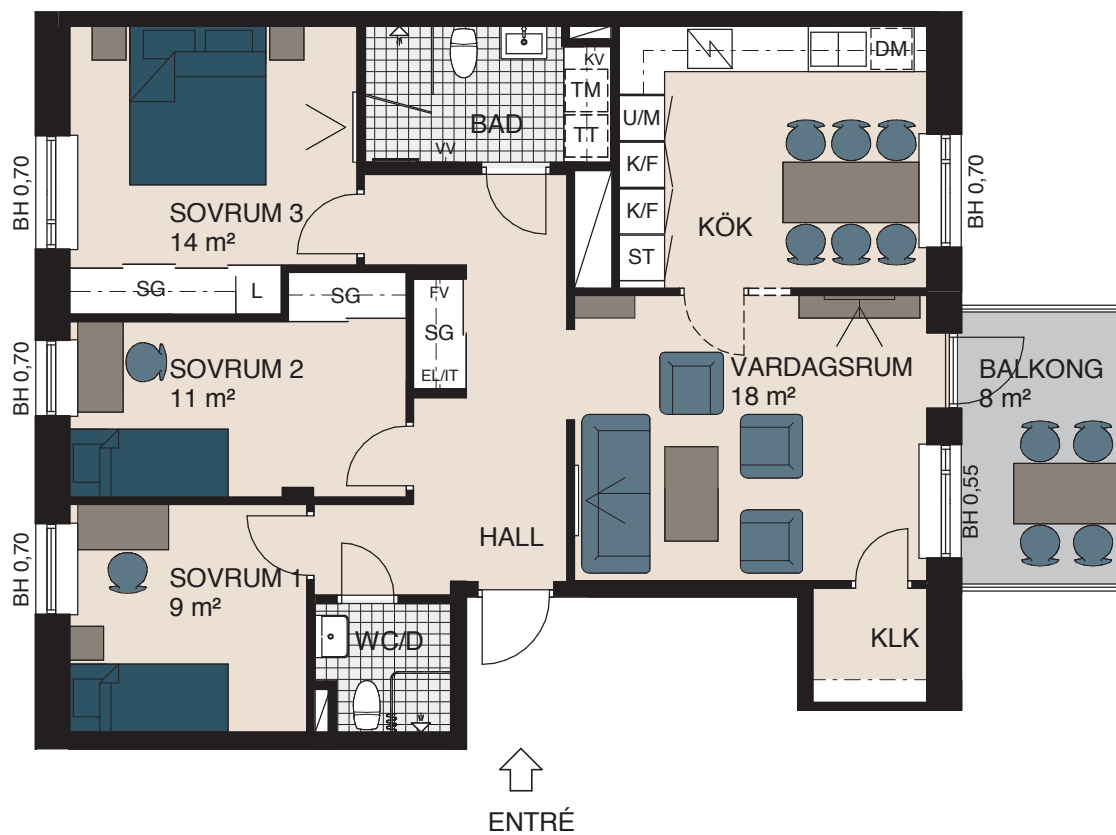 DM
KV
TM
BAD
U/M
TT
VV
K/F
BH 0,70
BH 0,70
K/F
SOVRUM 3
14 m²
KÖK
ST
SG
L
SG
FV
SG
EL/IT
BH 0,70
SOVRUM 2
11 m²
VARDAGSRUM
18 m²
BALKONG
8 m²
BH 0,55
HALL
BH 0,70
SOVRUM 1
9 m²
WC/D
KLK
ENTRÉ